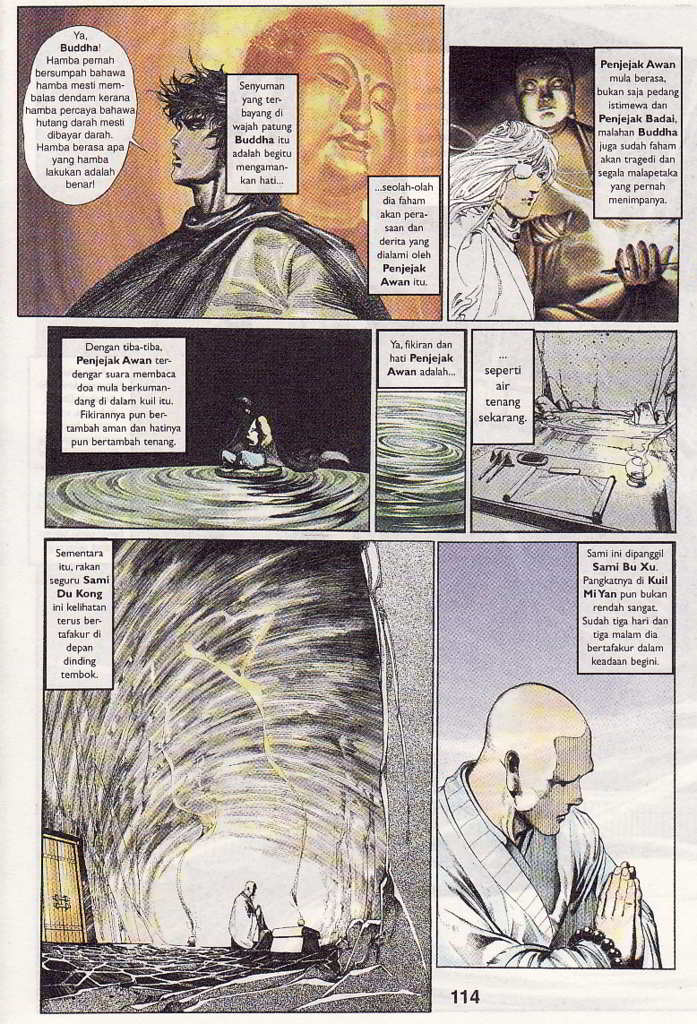 Ya,
Buddha!
Hamba pernah
bersumpah bahawa
hamba mesti mem-
balas dendam kerana
hamba percaya bahawa
hutang darah mesti
dibayar darah.
Hamba berasa apa
yang hamba
lakukan adalah
benar!
Senyuman
yang ter-
bayang di
wajah patung
Buddha itu
adalah begitu
mengaman-
kan hati...
...seolah-olah
dia faham
akan pera-
saan dan
derita yang
dialami oleh
Penjejak
Awan itu.
Penjejak Awan
mula berasa,
bukan saja pedang
istimewa dan
Penjejak Badai,
malahan Buddha
juga sudah faham
akan tragedi dan
segala malapetaka
yang pernah
menimpanya.
Dengan tiba-tiba,
Penjejak Awan ter-
dengar suara membaca
doa mula berkuman-
dang di dalam kuil itu.
Fikirannya pun ber-
tambah aman dan hatinya
pun bertambah tenang.
Ya, fikiran dan
hati Penjejak
Awan adalah...
...
seperti
air
tenang
sekarang.
Sementara
itu, rakan
seguru Sami
Du Kong
ini kelihatan
terus ber-
tafakur di
depan
dinding
tembok.
Sami ini dipanggil
Sami Bu Xu.
Pangkatnya di Kuil
Mi Yan pun bukan
rendah sangat.
Sudah tiga hari dan
tiga malam dia
bertafakur dalam
keadaan begini.
114